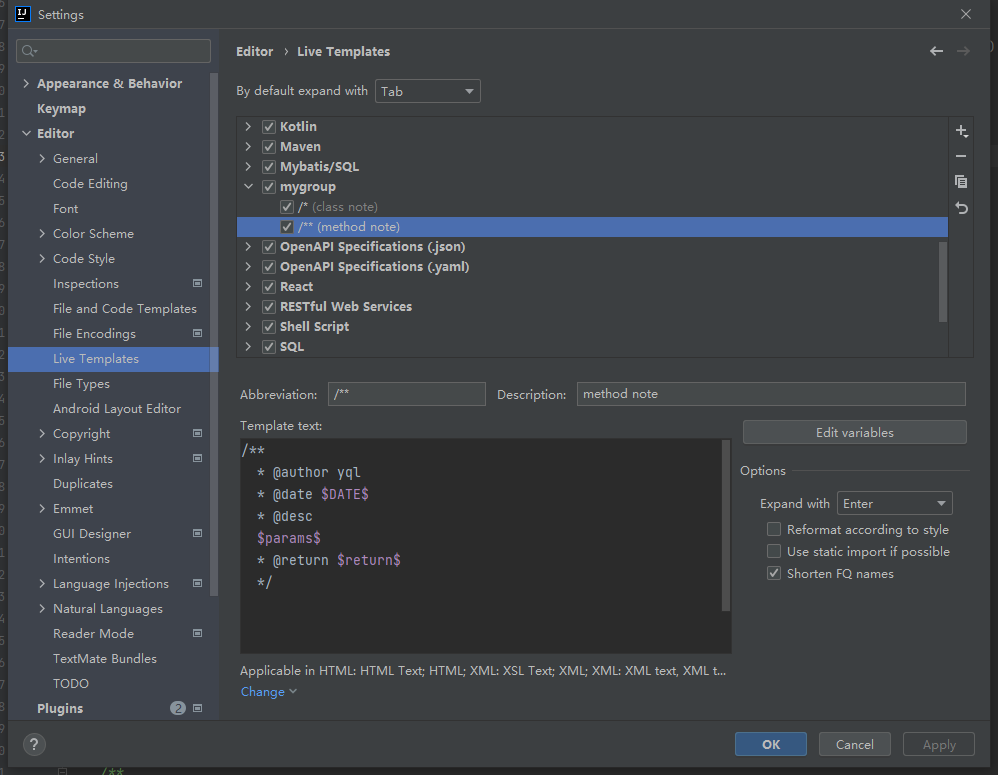 Settings
Appearance & Behavior
Keymap
Editor
General
Code Editing
Font
Color Scheme
Code Style
Inspections
File and Code Templates
File Encodings
Live Templates
File Types
Android Layout Editor
Copyright
Inlay Hints
Duplicates
Emmet
GUI Designer
Intentions
Language Injections
Natural Languages
Reader Mode
TextMate Bundles
TODO
Plugins 2
Editor › Live Templates
By default expand with Tab
Kotlin
Maven
Mybatis/SQL
mygroup
/* (class note)
/** (method note)
OpenAPI Specifications (.json)
OpenAPI Specifications (.yaml)
React
RESTful Web Services
Shell Script
SQL
Abbreviation: /** Description: method note
Template text:
/**
* @author yql
* @date $DATE$
* @desc
$params$
* @return $return$
*/
Edit variables
Options
Expand with Enter
Reformat according to style
Use static import if possible
Shorten FQ names
Applicable in HTML: HTML Text; HTML; XML: XSL Text; XML; XML: XML text, XML t...
Change
? OK Cancel Apply
/**